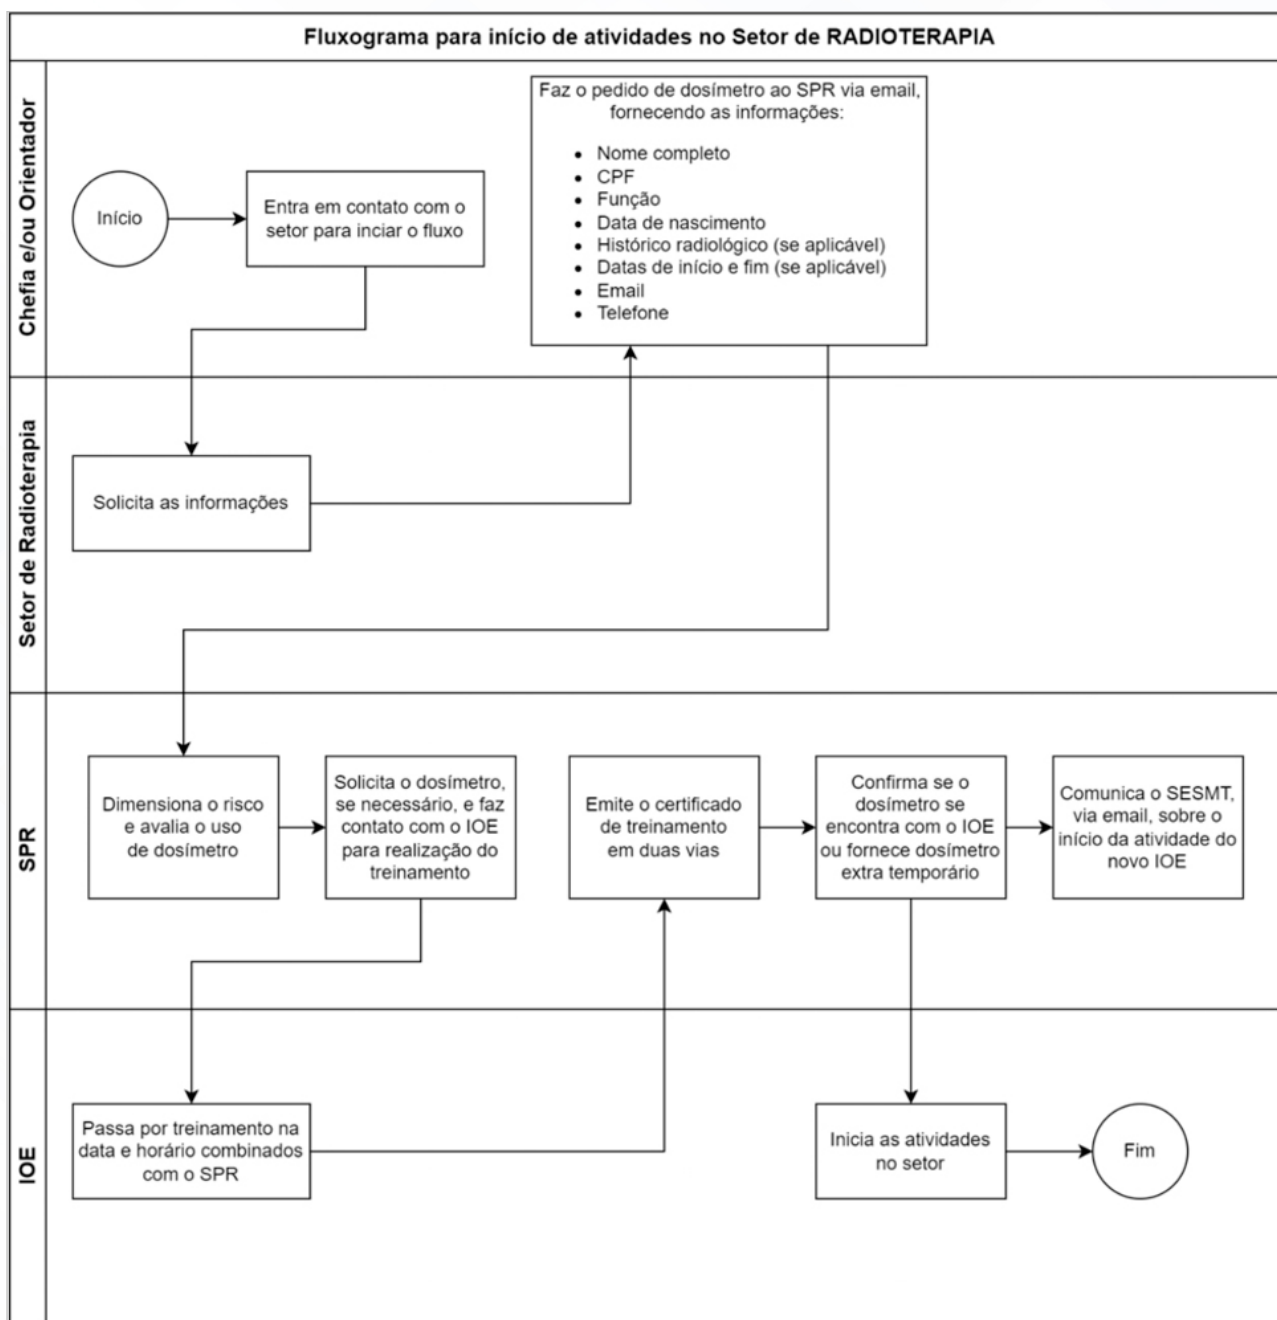 Fluxograma para início de atividades no Setor de RADIOTERAPIA
Chefia e/ou Orientador
Início
Entra em contato com o
setor para inciar o fluxo
Faz o pedido de dosímetro ao SPR via email,
fornecendo as informações:
• Nome completo
• CPF
• Função
• Data de nascimento
• Histórico radiológico (se aplicável)
• Datas de início e fim (se aplicável)
• Email
• Telefone
Setor de Radioterapia
Solicita as informações
SPR
Dimensiona o risco
e avalia o uso
de dosímetro
Solicita o dosímetro,
se necessário, e faz
contato com o IOE
para realização do
treinamento
Emite o certificado
de treinamento
em duas vias
Confirma se o
dosímetro se
encontra com o IOE
ou fornece dosímetro
extra temporário
Comunica o SESMT,
via email, sobre o
início da atividade do
novo IOE
IOE
Passa por treinamento na
data e horário combinados
com o SPR
Inicia as atividades
no setor
Fim